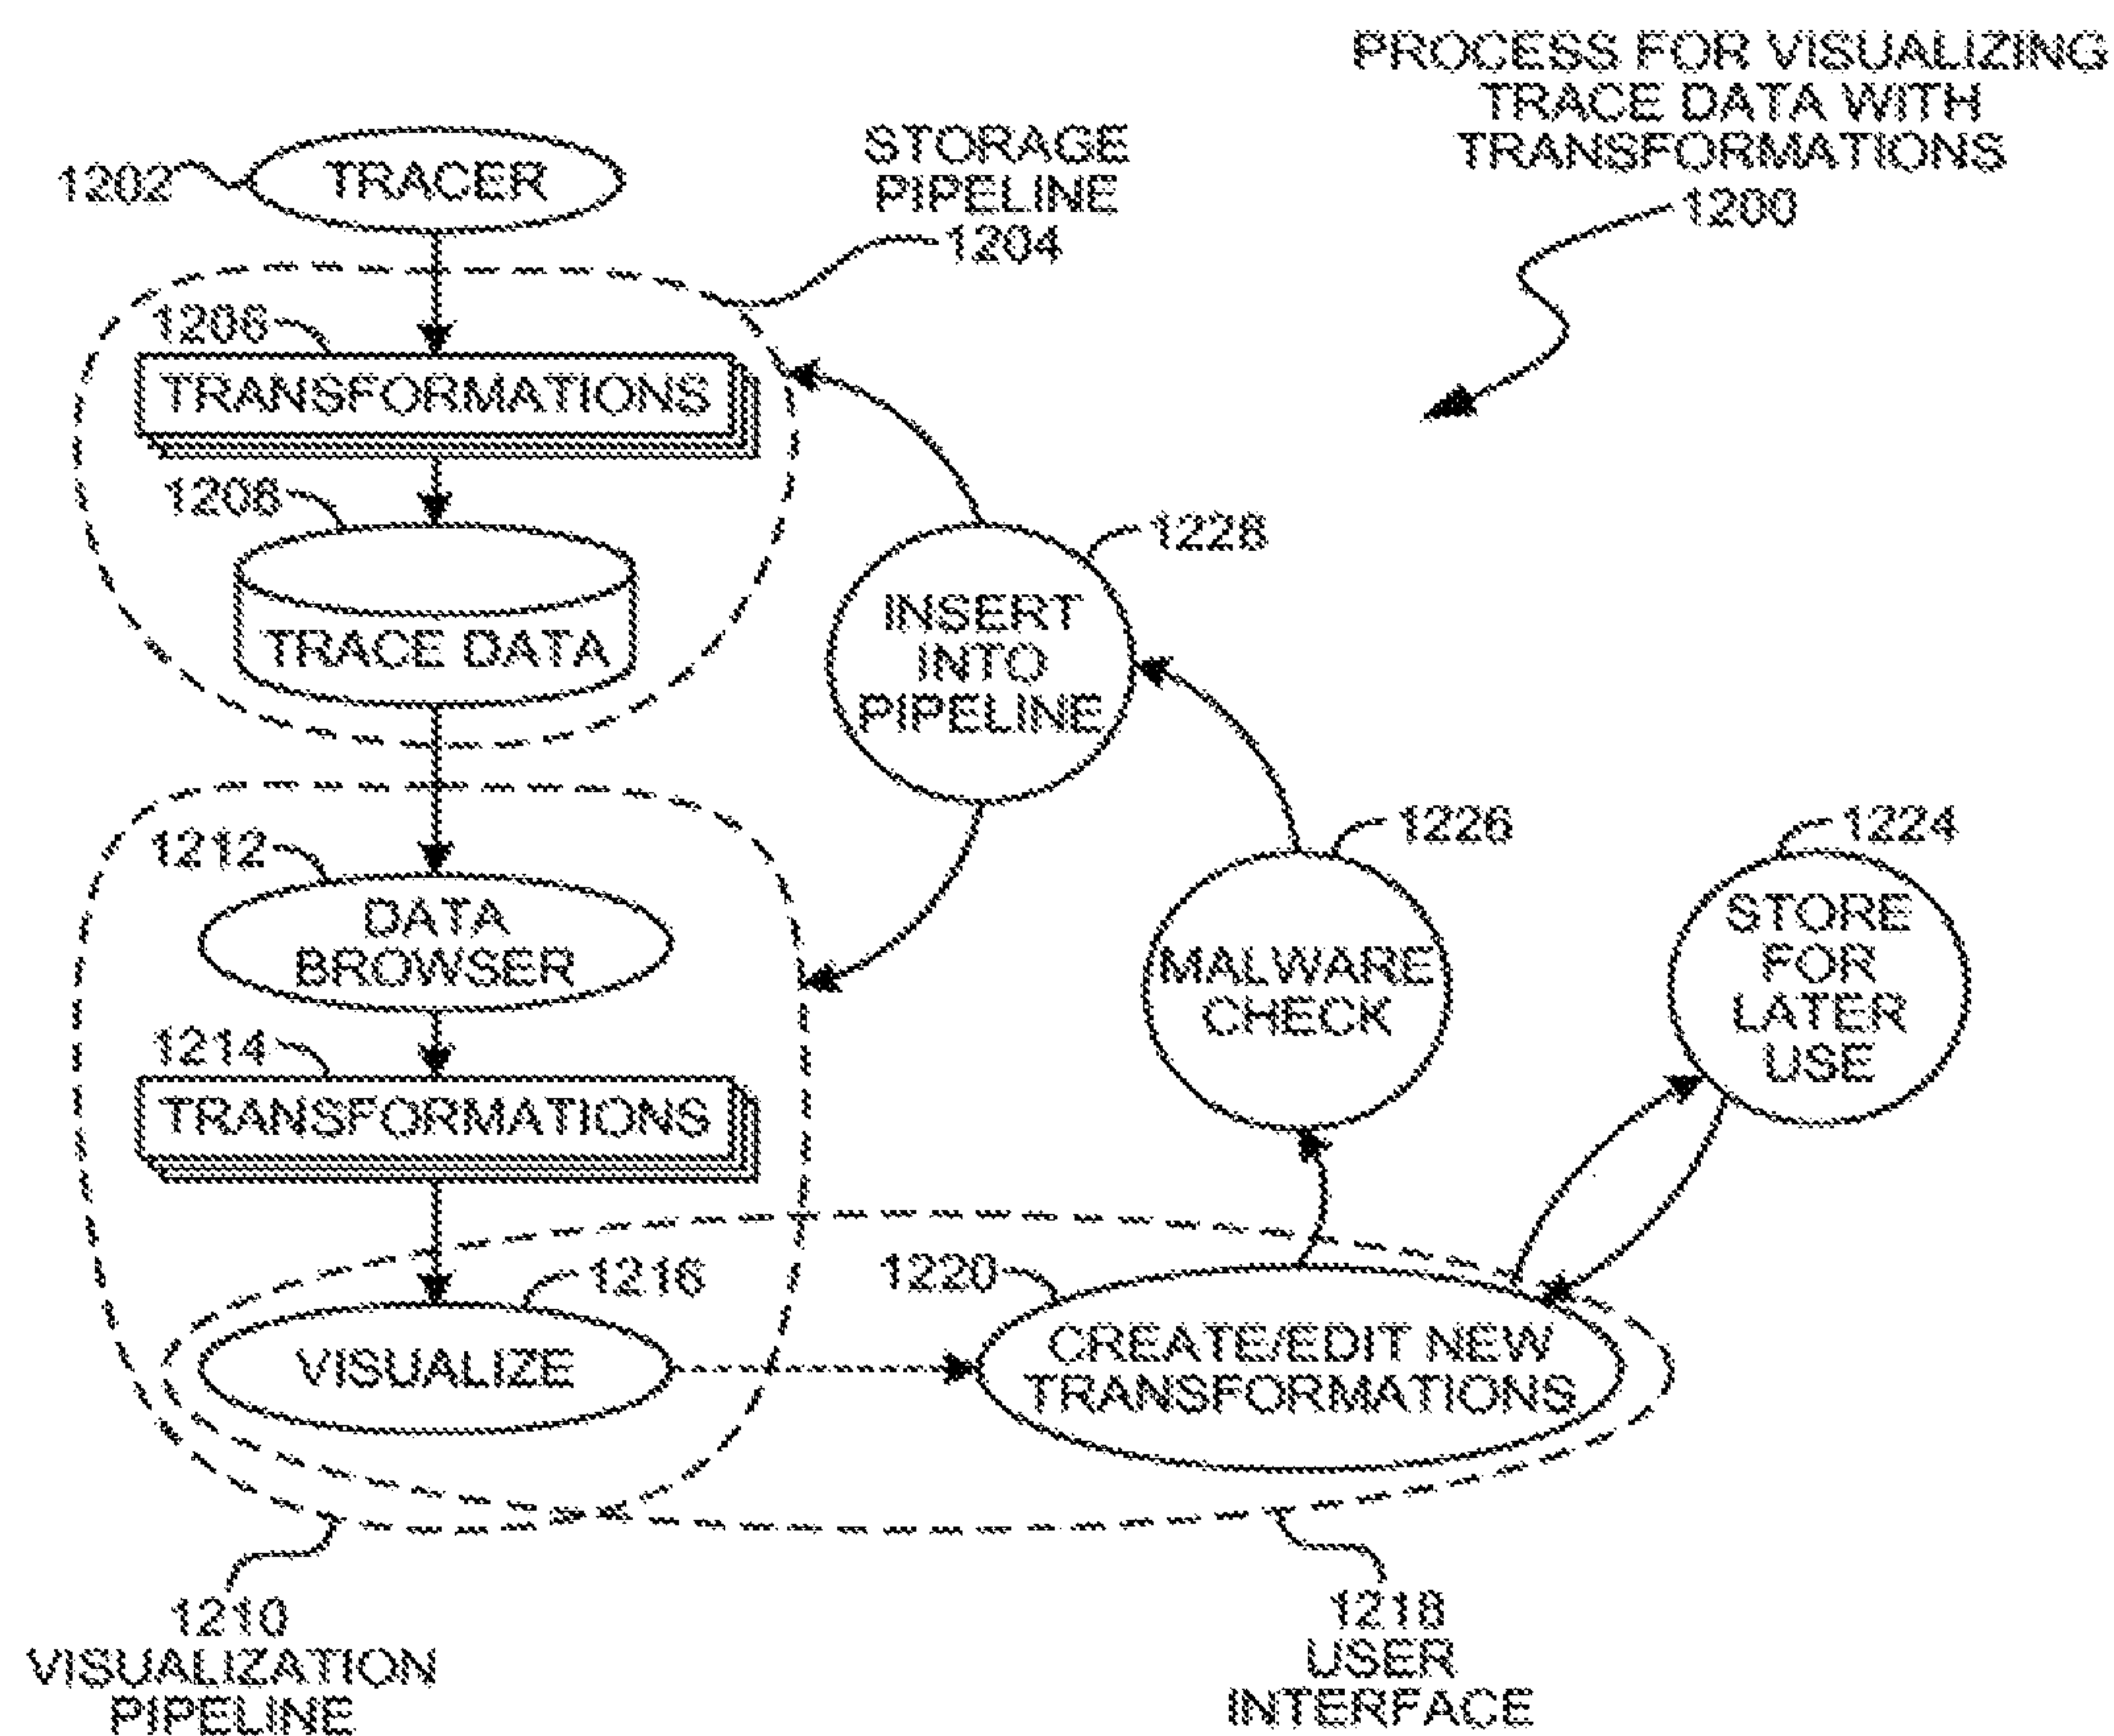 PROCESS FOR VISUALIZING
TRACE DATA WITH
TRANSFORMATIONS
1200
STORAGE
PIPELINE
1204
1202
TRACER
1206
TRANSFORMATIONS
1208
TRACE DATA
1228
INSERT
INTO
PIPELINE
1212
DATA
BROWSER
1226
MALWARE
CHECK
1224
STORE
FOR
LATER
USE
1214
TRANSFORMATIONS
1216
VISUALIZE
1220
CREATE/EDIT NEW
TRANSFORMATIONS
1210
VISUALIZATION
PIPELINE
1218
USER
INTERFACE